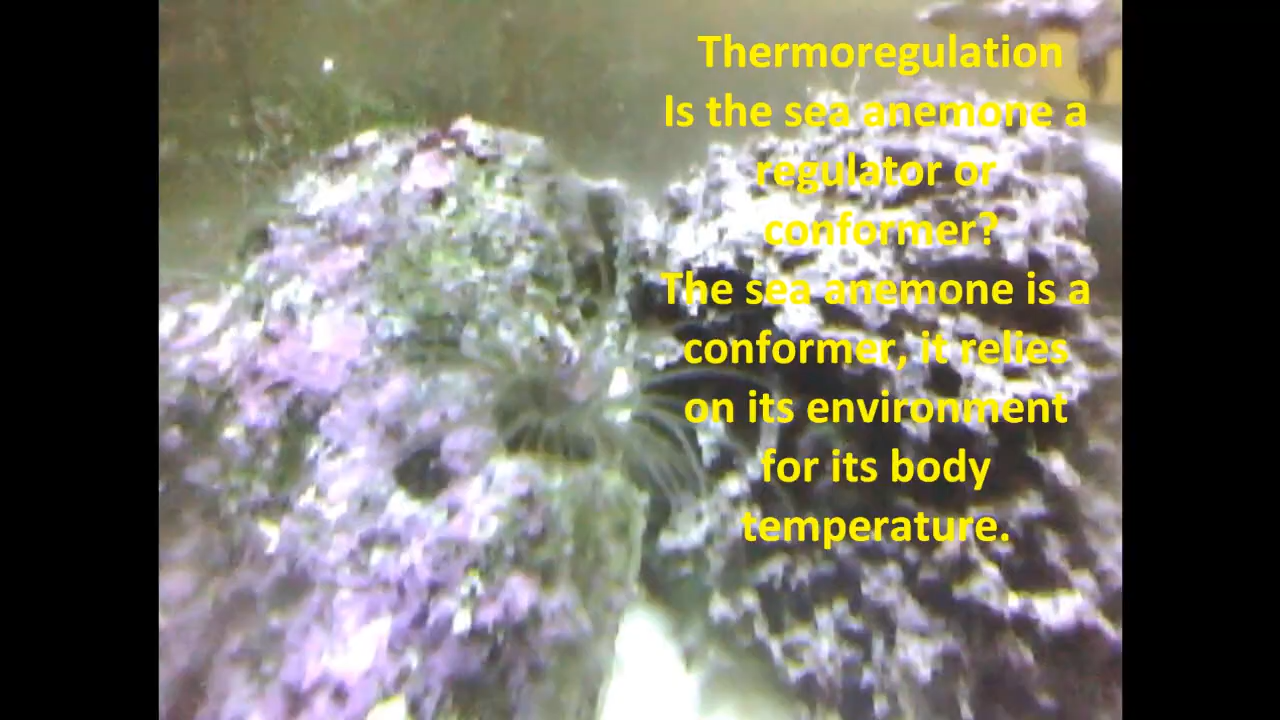 Thermoregulation
Is the sea anemone a
regulator or
conformer?
The sea anemone is a
conformer, it relies
on its environment
for its body
temperature.